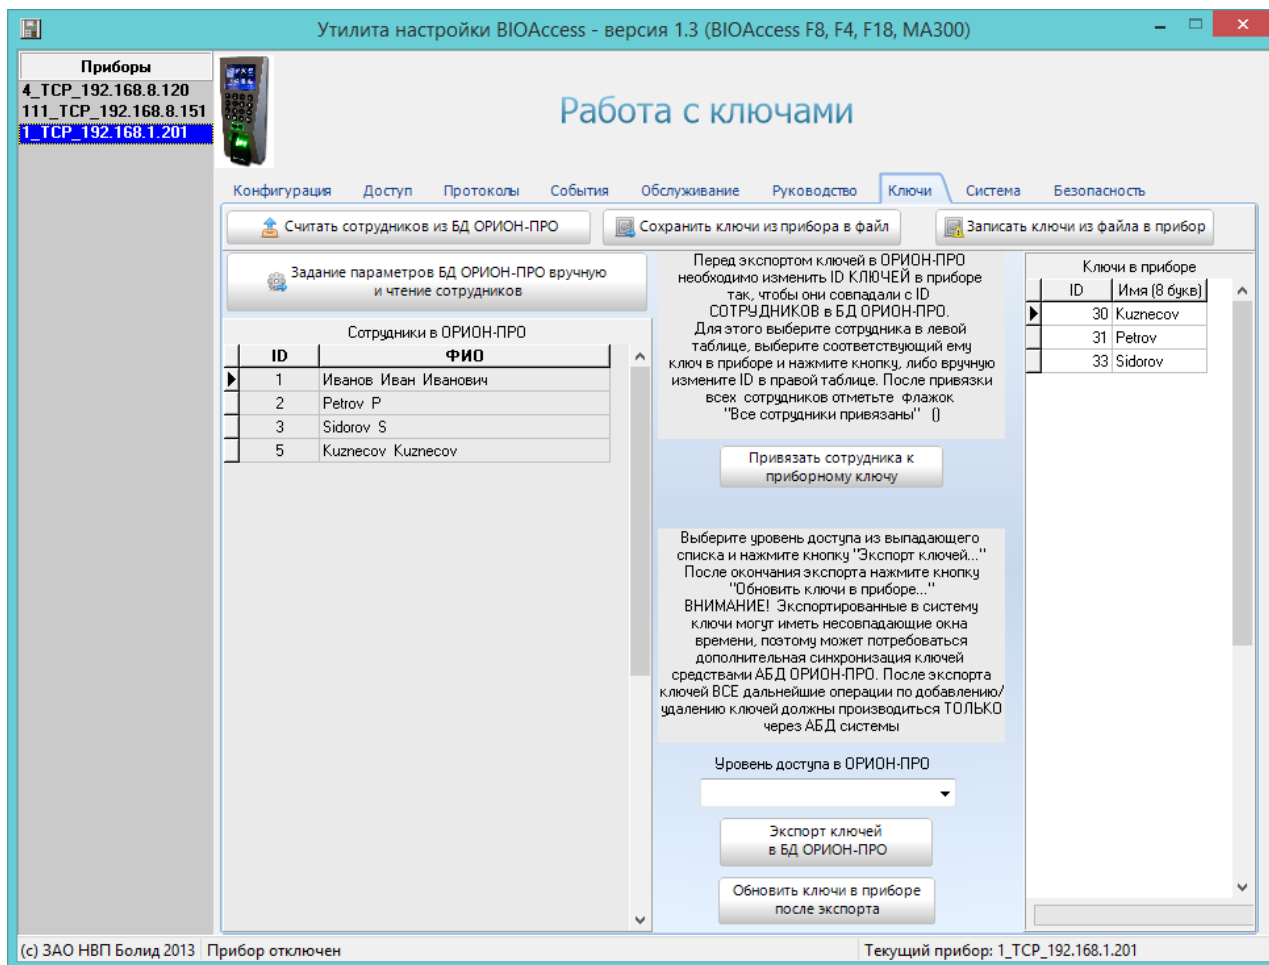 Утилита настройки BIOAccess - версия 1.3 (BIOAccess F8, F4, F18, MA300)
Приборы
4_TCP_192.168.8.120
111_TCP_192.168.8.151
1_TCP_192.168.1.201
Работа с ключами
Конфигурация Доступ Протоколы События Обслуживание Руководство Ключи Система Безопасность
Считать сотрудников из БД ОРИОН-ПРО
Сохранить ключи из прибора в файл
Записать ключи из файла в прибор
Задание параметров БД ОРИОН-ПРО вручную
и чтение сотрудников
Сотрудники в ОРИОН-ПРО
ID ФИО
1 Иванов Иван Иванович
2 Petrov P
3 Sidorov S
5 Kuznecov Kuznecov
Перед экспортом ключей в ОРИОН-ПРО
необходимо изменить ID КЛЮЧЕЙ в приборе
так, чтобы они совпадали с ID
СОТРУДНИКОВ в БД ОРИОН-ПРО.
Для этого выберите сотрудника в левой
таблице, выберите соответствующий ему
ключ в приборе и нажмите кнопку, либо вручную
измените ID в правой таблице. После привязки
всех сотрудников отметьте флажок
"Все сотрудники привязаны" ()
Привязать сотрудника к
приборному ключу
Выберите уровень доступа из выпадающего
списка и нажмите кнопку "Экспорт ключей..."
После окончания экспорта нажмите кнопку
"Обновить ключи в приборе..."
ВНИМАНИЕ! Экспортированные в систему
ключи могут иметь несовпадающие окна
времени, поэтому может потребоваться
дополнительная синхронизация ключей
средствами АБД ОРИОН-ПРО. После экспорта
ключей ВСЕ дальнейшие операции по добавлению/
удалению ключей должны производиться ТОЛЬКО
через АБД системы
Уровень доступа в ОРИОН-ПРО
Экспорт ключей
в БД ОРИОН-ПРО
Обновить ключи в приборе
после экспорта
Ключи в приборе
ID Имя (8 букв)
30 Kuznecov
31 Petrov
33 Sidorov
(c) ЗАО НВП Болид 2013 Прибор отключен Текущий прибор: 1_TCP_192.168.1.201